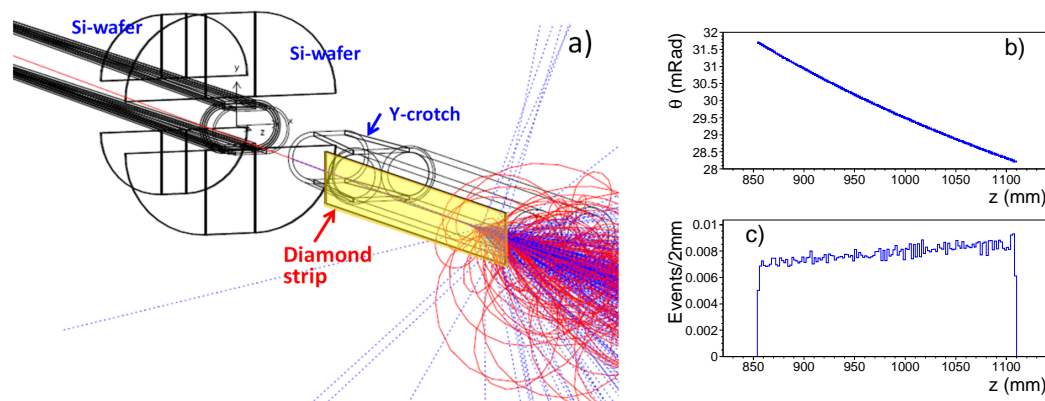 Si-wafer
Si-wafer
a)
y
z
x
Y-crotch
Diamond
strip
b)
θ (mRad)
32
31.5
31
30.5
30
29.5
29
28.5
28
850 900 950 1000 1050 1100
z (mm)
c)
Events/2mm
0.01
0.008
0.006
0.004
0.002
0
850 900 950 1000 1050 1100
z (mm)